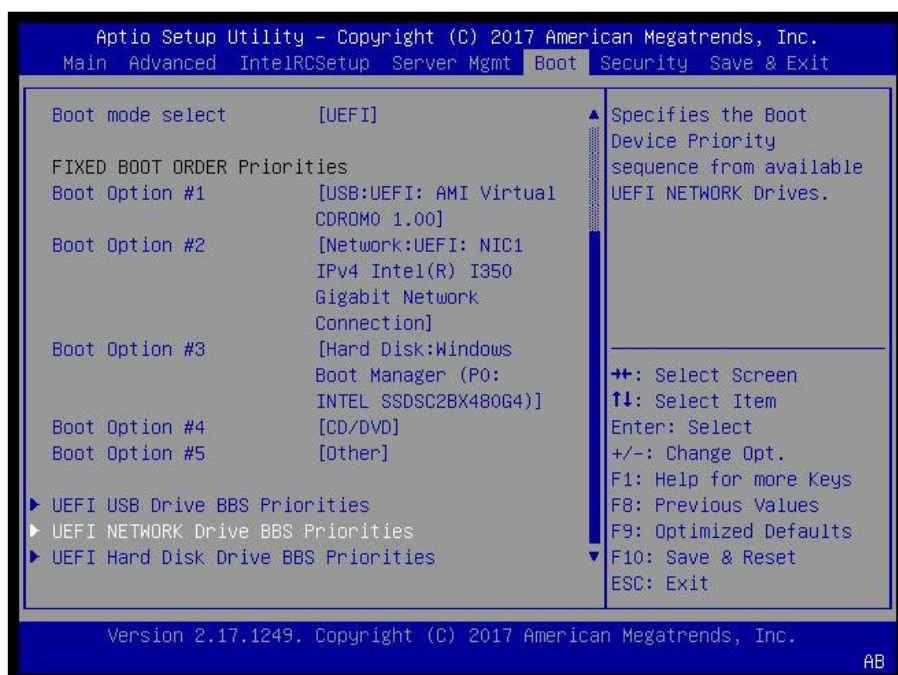 Aptio Setup Utility – Copyright (C) 2017 American Megatrends, Inc.
Main Advanced IntelRCSetup Server Mgmt Boot Security Save & Exit
Boot mode select [UEFI]
FIXED BOOT ORDER Priorities
Boot Option #1 [USB:UEFI: AMI Virtual
CDROM0 1.00]
Boot Option #2 [Network:UEFI: NIC1
IPv4 Intel(R) I350
Gigabit Network
Connection]
Boot Option #3 [Hard Disk:Windows
Boot Manager (P0:
INTEL SSDSC2BX480G4)]
Boot Option #4 [CD/DVD]
Boot Option #5 [Other]
UEFI USB Drive BBS Priorities
UEFI NETWORK Drive BBS Priorities
UEFI Hard Disk Drive BBS Priorities
Specifies the Boot
Device Priority
sequence from available
UEFI NETWORK Drives.
→←: Select Screen
↑↓: Select Item
Enter: Select
+/-: Change Opt.
F1: Help for more Keys
F8: Previous Values
F9: Optimized Defaults
F10: Save & Reset
ESC: Exit
Version 2.17.1249. Copyright (C) 2017 American Megatrends, Inc.
AB